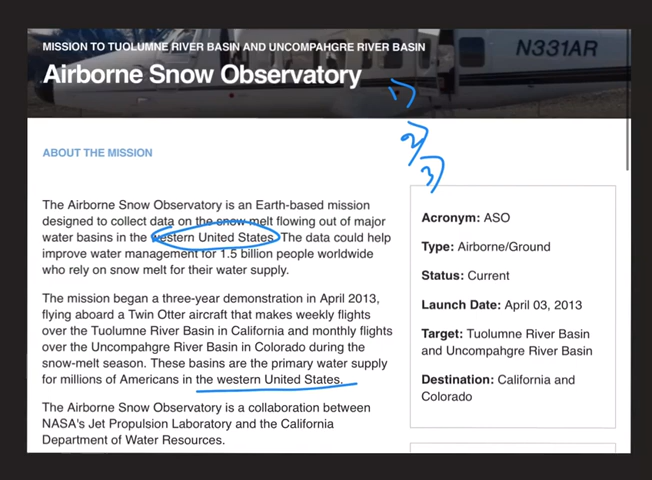 MISSION TO TUOLUMNE RIVER BASIN AND UNCOMPAHGRE RIVER BASIN
N331AR
Airborne Snow Observatory
1)
2)
3)
ABOUT THE MISSION
The Airborne Snow Observatory is an Earth-based mission
designed to collect data on the snow melt flowing out of major
water basins in the western United States. The data could help
improve water management for 1.5 billion people worldwide
who rely on snow melt for their water supply.
The mission began a three-year demonstration in April 2013,
flying aboard a Twin Otter aircraft that makes weekly flights
over the Tuolumne River Basin in California and monthly flights
over the Uncompahgre River Basin in Colorado during the
snow-melt season. These basins are the primary water supply
for millions of Americans in the western United States.
The Airborne Snow Observatory is a collaboration between
NASA's Jet Propulsion Laboratory and the California
Department of Water Resources.
Acronym: ASO
Type: Airborne/Ground
Status: Current
Launch Date: April 03, 2013
Target: Tuolumne River Basin
and Uncompahgre River Basin
Destination: California and
Colorado